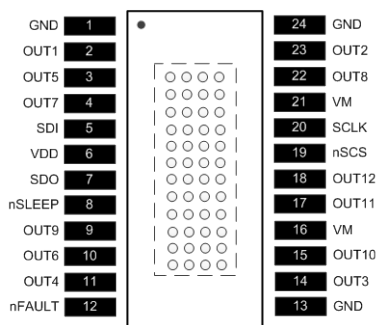 GND 1 24 GND
OUT1 2 23 OUT2
OUT5 3 22 OUT8
OUT7 4 21 VM
SDI 5 20 SCLK
VDD 6 19 nSCS
SDO 7 18 OUT12
nSLEEP 8 17 OUT11
OUT9 9 16 VM
OUT6 10 15 OUT10
OUT4 11 14 OUT3
nFAULT 12 13 GND